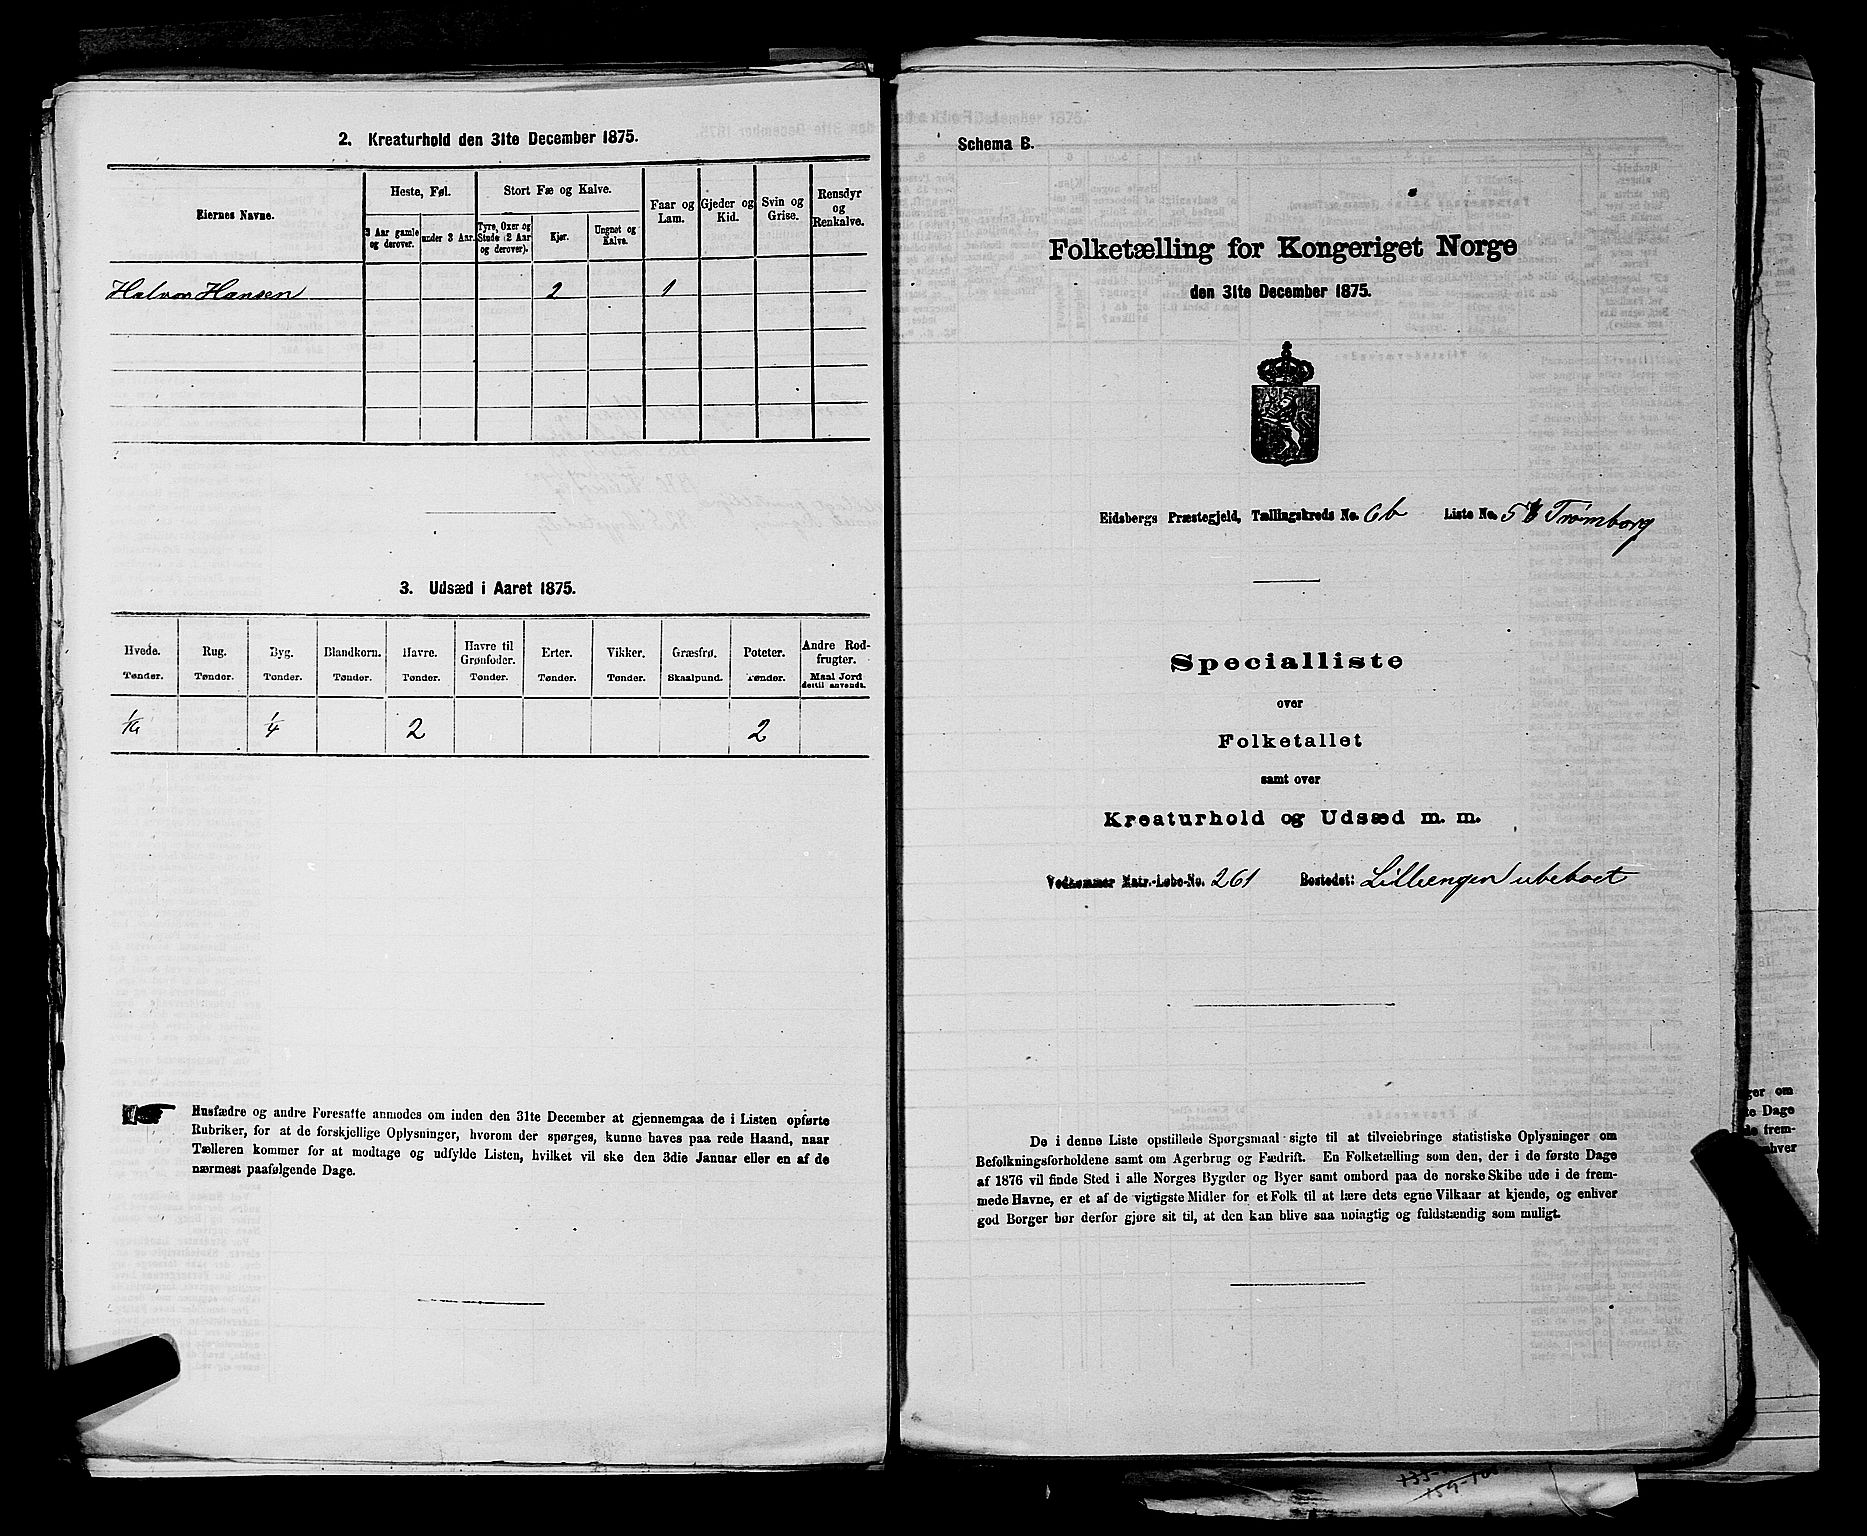 2. Kreaturhold den 31te December 1875.
Eiernes Navne.
Heste, Føl.
Stort Fæ og Kalve.
Faar og Lam.
Gjeder og Kid.
Svin og Grise.
Rensdyr og Renkalve.
3 Aar gamle og derover.
under 3 Aar.
Tyre, Oxer og Stude (2 Aar og derover).
Kjør.
Ungnøt og Kalve.
Halvor Hansen 2 1
3. Udsæd i Aaret 1875.
Hvede. Rug. Byg. Blandkorn. Havre. Havre til Grønfoder. Erter. Vikker. Græsfrø. Poteter. Andre Rodfrugter.
Tønder. Tønder. Tønder. Tønder. Tønder. Tønder. Tønder. Tønder. Skaalpund. Tønder. Maal Jord dertil anvendt.
1/4 2 2
Husfædre og andre Foresatte anmodes om inden den 31te December at gjennemgaa de i Listen opførte
Rubriker, for at de forskjellige Oplysninger, hvorom der spørges, kunne haves paa rede Haand, naar
Tælleren kommer for at modtage og udfylde Listen, hvilket vil ske den 3die Januar eller en af de
nærmest paafølgende Dage.
Schema B.
Folketælling for Kongeriget Norge
den 31te December 1875.
Eidsbergs Præstegjeld, Tællingskreds No. 6b Liste No. 5 Trømborg
Specialliste
over
Folketallet
samt over
Kreaturhold og Udsæd m. m.
Vedkommer Matr.-Løbe-No. 261 Bostedet: Lilliengen ubeboet
De i denne Liste opstillede Spørgsmaal sigte til at tilveiebringe statistiske Oplysninger om
Befolkningsforholdene samt om Agerbrug og Fædrift. En Folketælling som den, der i de første Dage
af 1876 vil finde Sted i alle Norges Bygder og Byer samt ombord paa de norske Skibe ude i de frem-
mede Havne, er et af de vigtigste Midler for et Folk til at lære dets egne Vilkaar at kjende, og enhver
god Borger bør derfor gjøre sit til, at den kan blive saa nøiagtig og fuldstændig som muligt.